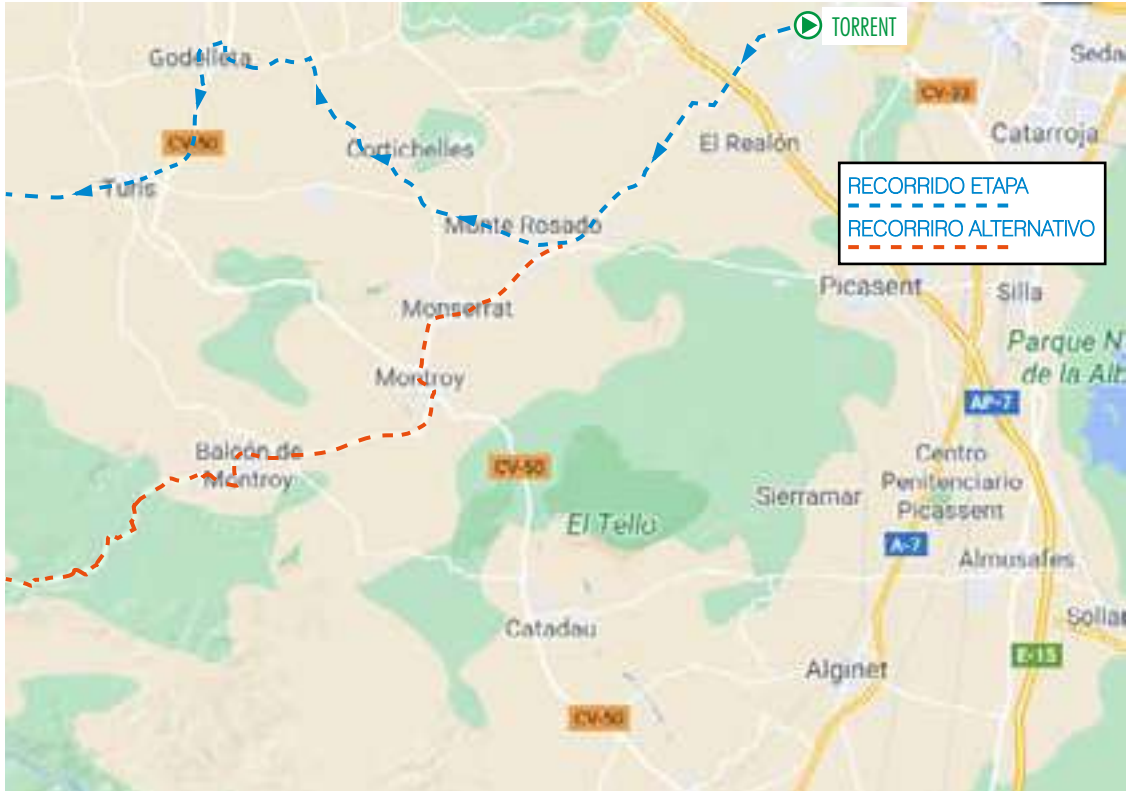 TORRENT
Godelleta
Seda
CV-33
CV-50
El Realón
Catarroja
Cortichelles
Turís
RECORRIDO ETAPA
RECORRIRO ALTERNATIVO
Monte Rosado
Picasent
Silla
Monserrat
Parque N
de la Alb
Montroy
AP-7
Balcón de
Montroy
CV-50
Centro
Penitenciario
Picassent
Sierramar
El Tello
A-7
Almusafes
Catadau
Sollan
E-15
Alginet
CV-50